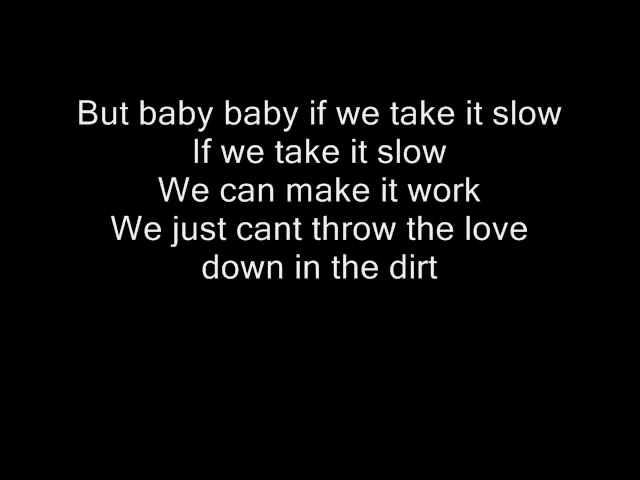 But baby baby if we take it slow
If we take it slow
We can make it work
We just cant throw the love
down in the dirt